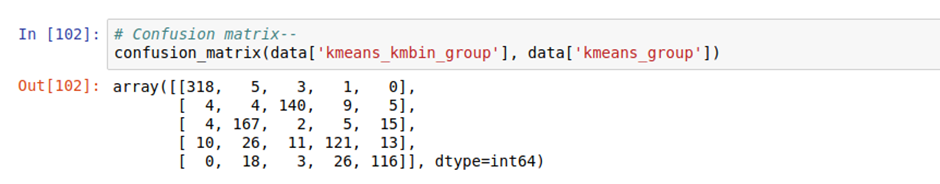 In [102]: # Confusion matrix--
confusion_matrix(data['kmeans_kmbin_group'], data['kmeans_group'])
Out[102]: array([[318,   5,   3,   1,   0],
       [  4,   4, 140,   9,   5],
       [  4, 167,   2,   5,  15],
       [ 10,  26,  11, 121,  13],
       [  0,  18,   3,  26, 116]], dtype=int64)